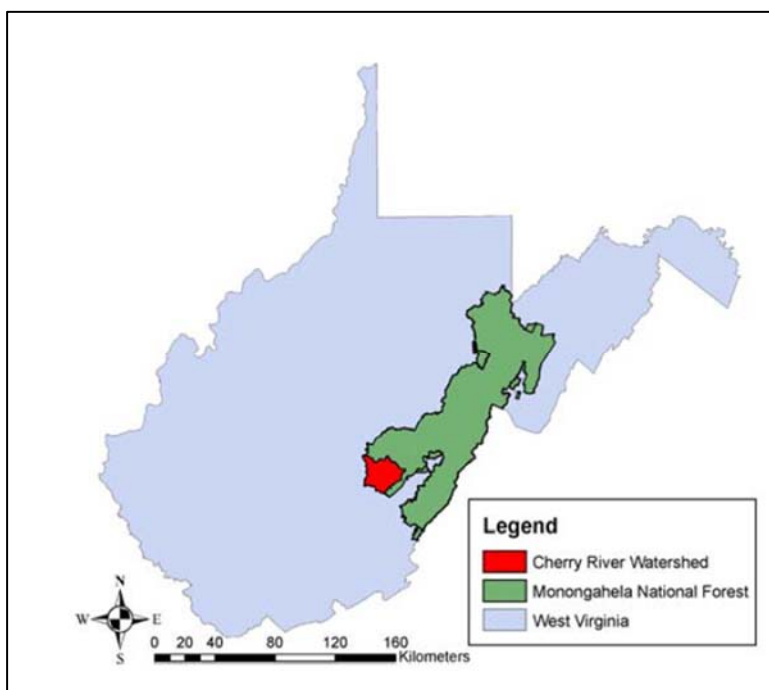 Legend
Cherry River Watershed
Monongahela National Forest
West Virginia
N
W E
S
0 20 40 80 120 160
Kilometers